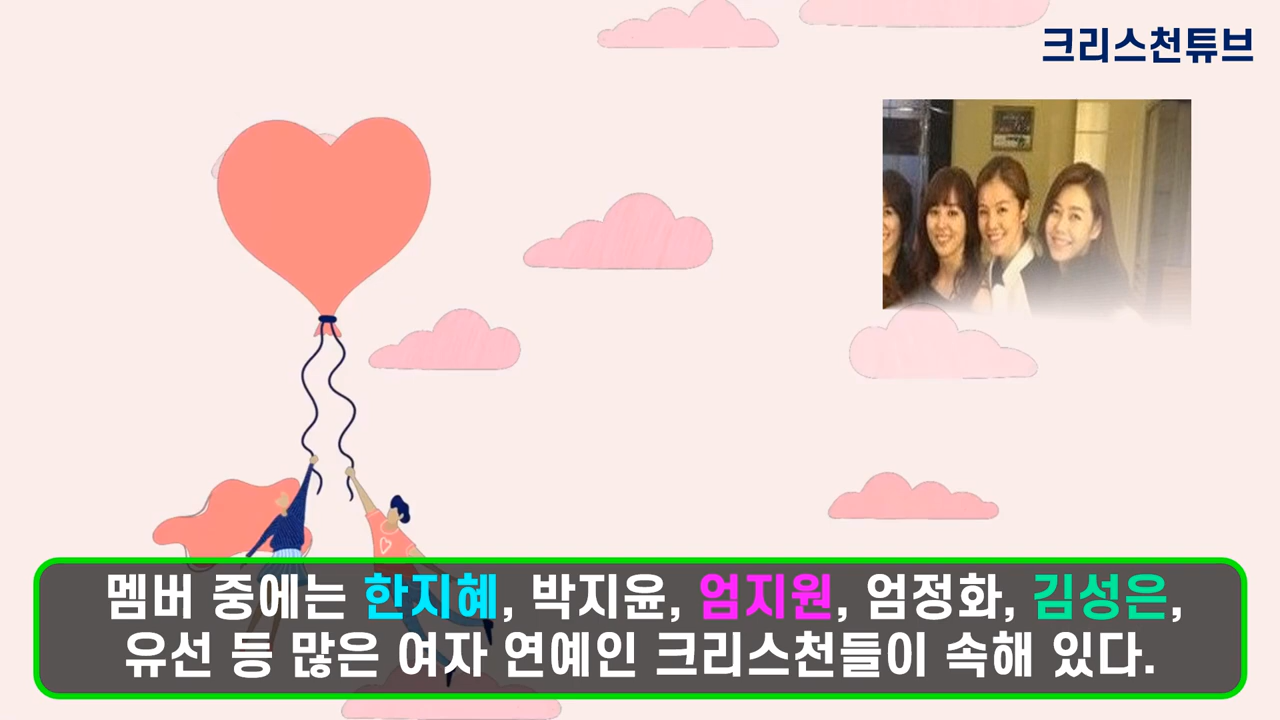 크리스천튜브
멤버 중에는 한지혜, 박지윤, 엄지원, 엄정화, 김성은,
유선 등 많은 여자 연예인 크리스천들이 속해 있다.